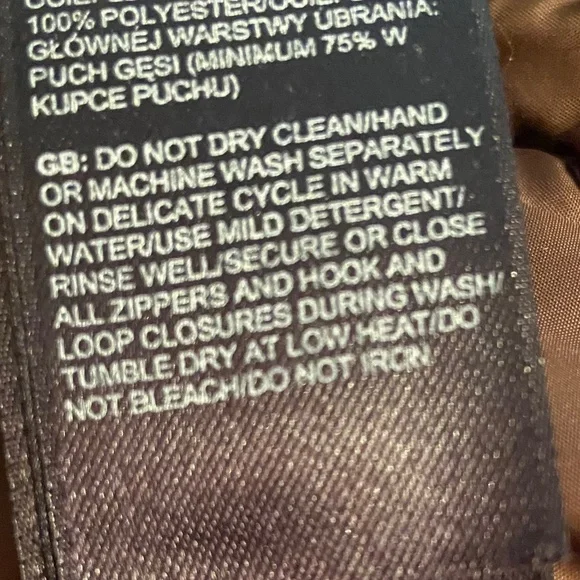 100% POLYESTER/
GŁÓWNEJ WARSTWY UBRANIA:
PUCH GĘSI (MINIMUM 75% W
KUPCE PUCHU)
GB: DO NOT DRY CLEAN/HAND
OR MACHINE WASH SEPARATELY
ON DELICATE CYCLE IN WARM
WATER/USE MILD DETERGENT/
RINSE WELL/SECURE OR CLOSE
ALL ZIPPERS AND HOOK AND
LOOP CLOSURES DURING WASH/
TUMBLE DRY AT LOW HEAT/DO
NOT BLEACH/DO NOT IRON